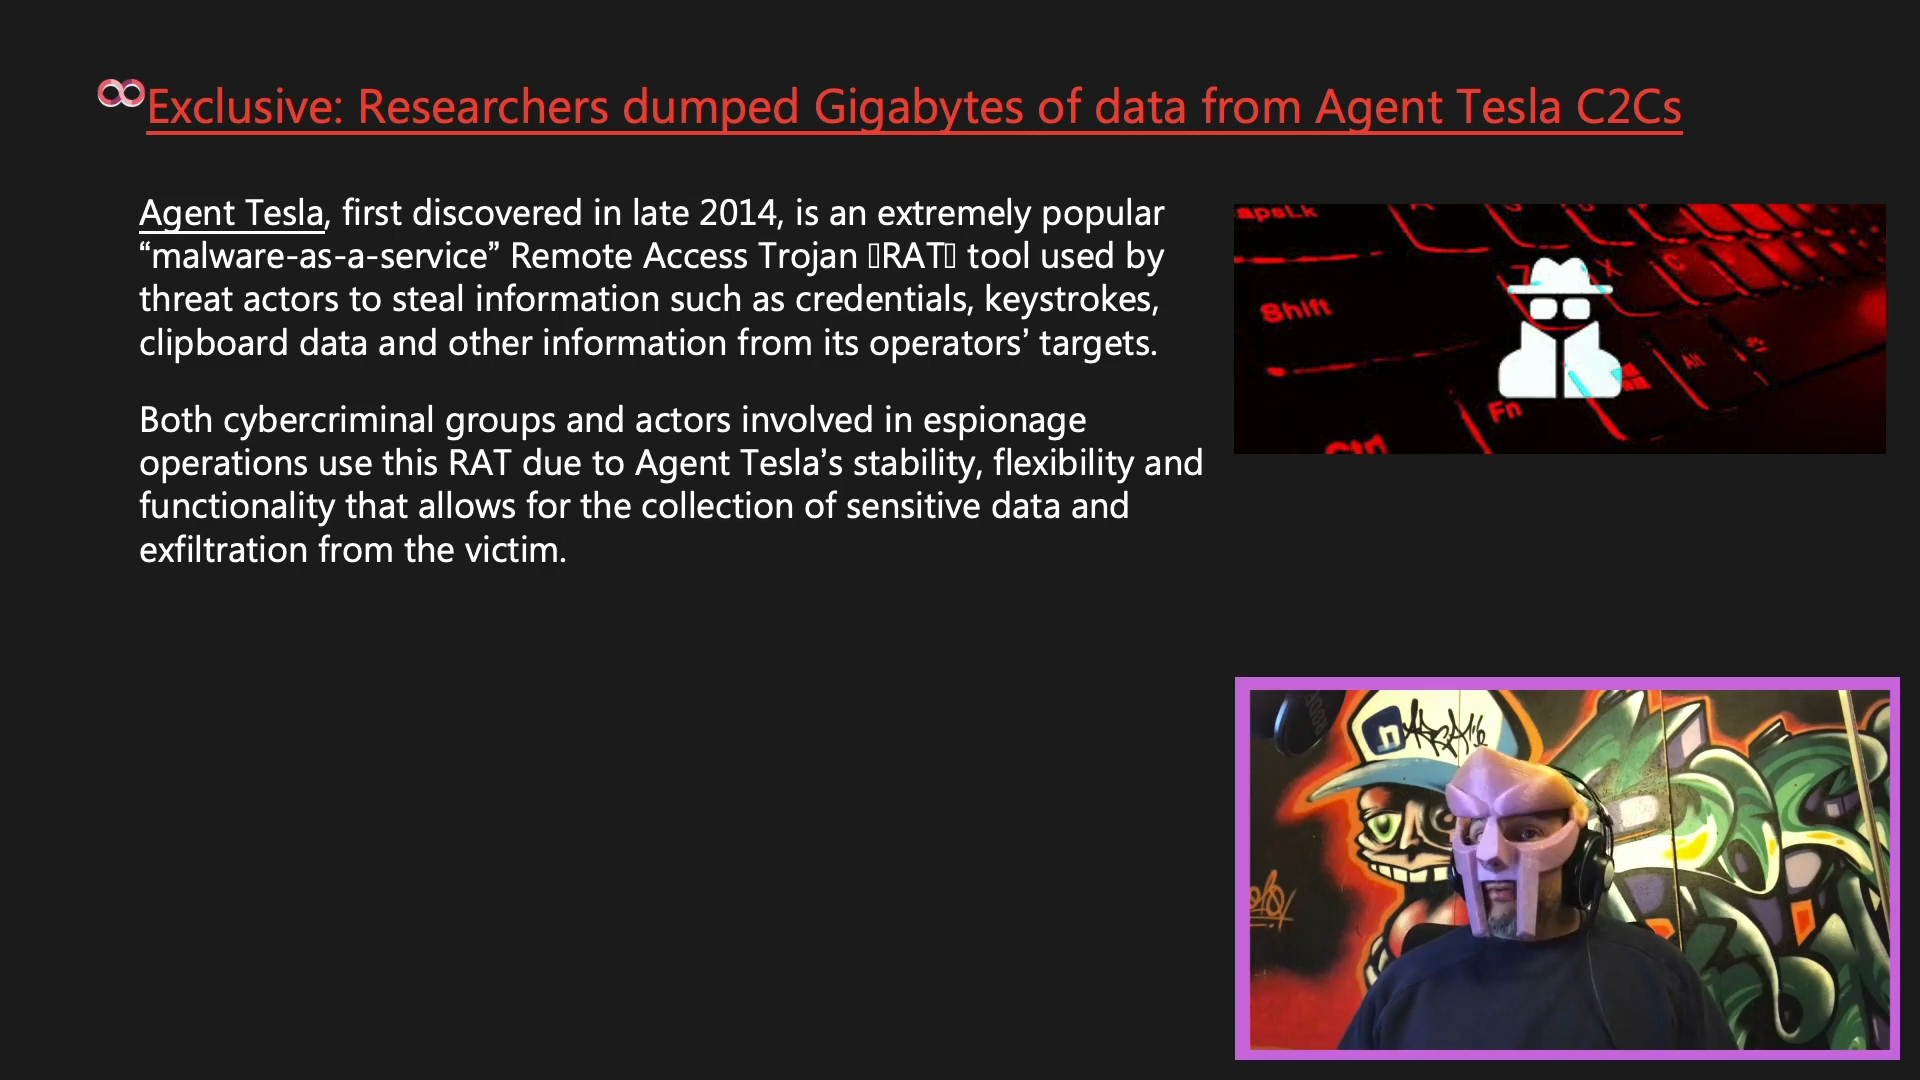 Exclusive: Researchers dumped Gigabytes of data from Agent Tesla C2Cs
Agent Tesla, first discovered in late 2014, is an extremely popular
“malware-as-a-service” Remote Access Trojan ▯RAT▯ tool used by
threat actors to steal information such as credentials, keystrokes,
clipboard data and other information from its operators’ targets.
Both cybercriminal groups and actors involved in espionage
operations use this RAT due to Agent Tesla’s stability, flexibility and
functionality that allows for the collection of sensitive data and
exfiltration from the victim.
apsLk
Shift
X
C
Alt
Fn
Ctrl